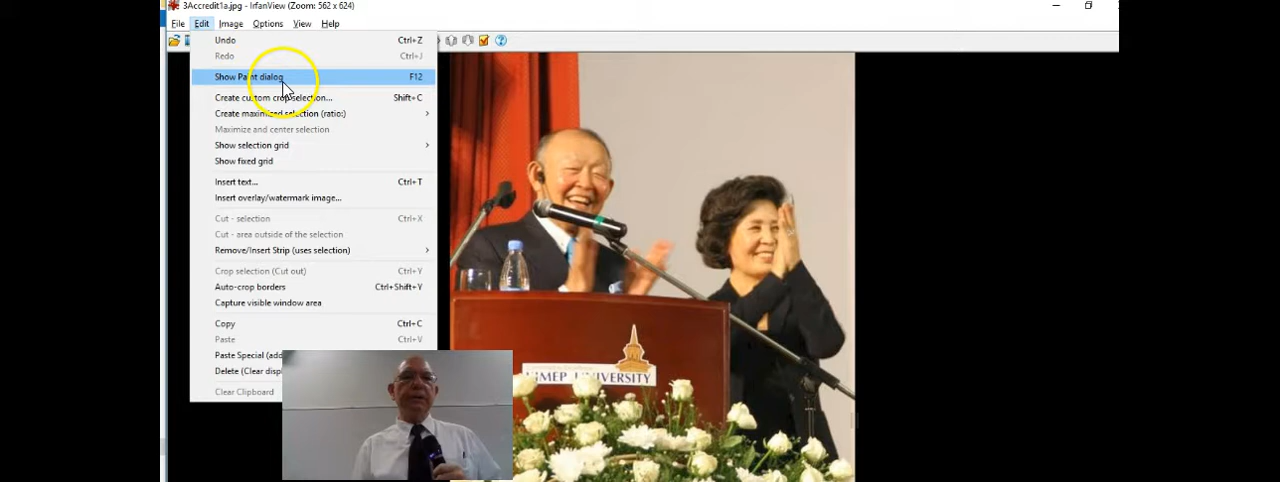 3Accredit1a.jpg - IrfanView (Zoom: 562 x 624)
File Edit Image Options View Help
Undo Ctrl+Z
Redo Ctrl+J
Show Paint dialog F12
Create custom crop selection... Shift+C
Create maximized selection (ratio:)
Maximize and center selection
Show selection grid
Show fixed grid
Insert text... Ctrl+T
Insert overlay/watermark image...
Cut - selection Ctrl+X
Cut - area outside of the selection
Remove/Insert Strip (uses selection)
Crop selection (Cut out) Ctrl+Y
Auto-crop borders Ctrl+Shift+Y
Capture visible window area
Copy Ctrl+C
Paste Ctrl+V
Paste Special (ad
Delete (Clear disp
Clear Clipboard
KIMEP UNIVERSITY